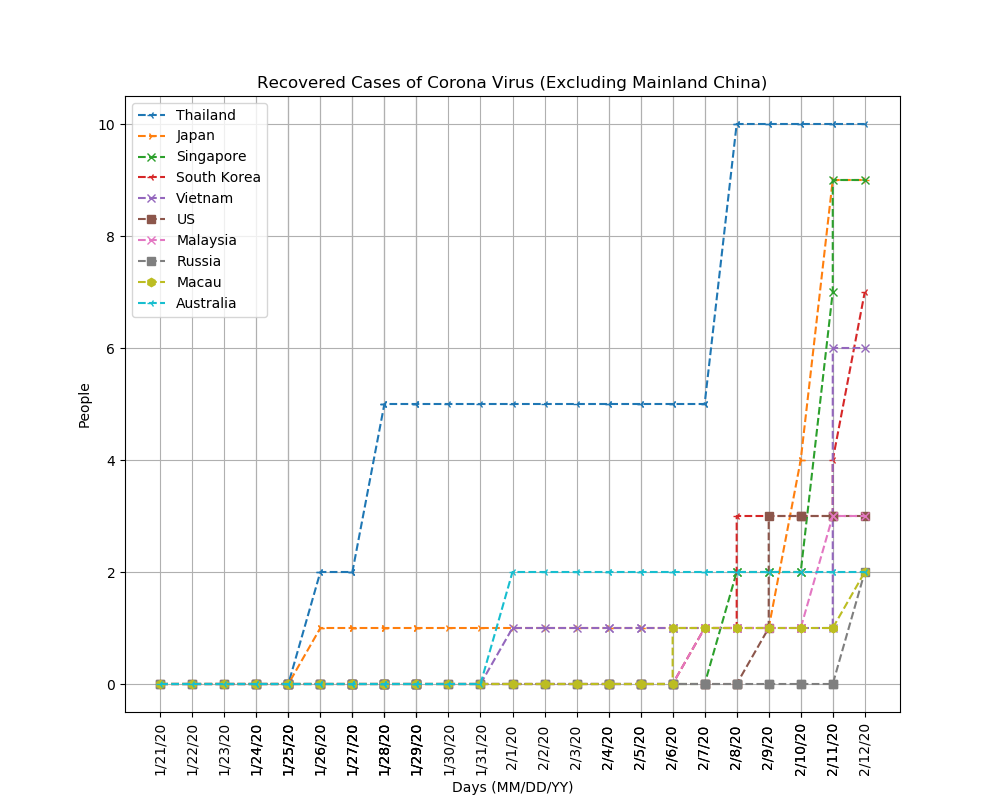 Recovered Cases of Corona Virus (Excluding Mainland China)
Thailand
Japan
Singapore
South Korea
Vietnam
US
Malaysia
Russia
Macau
Australia
10
8
6
4
2
0
People
1/21/20
1/22/20
1/23/20
1/24/20
1/25/20
1/26/20
1/27/20
1/28/20
1/29/20
1/30/20
1/31/20
2/1/20
2/2/20
2/3/20
2/4/20
2/5/20
2/6/20
2/7/20
2/8/20
2/9/20
2/10/20
2/11/20
2/12/20
Days (MM/DD/YY)